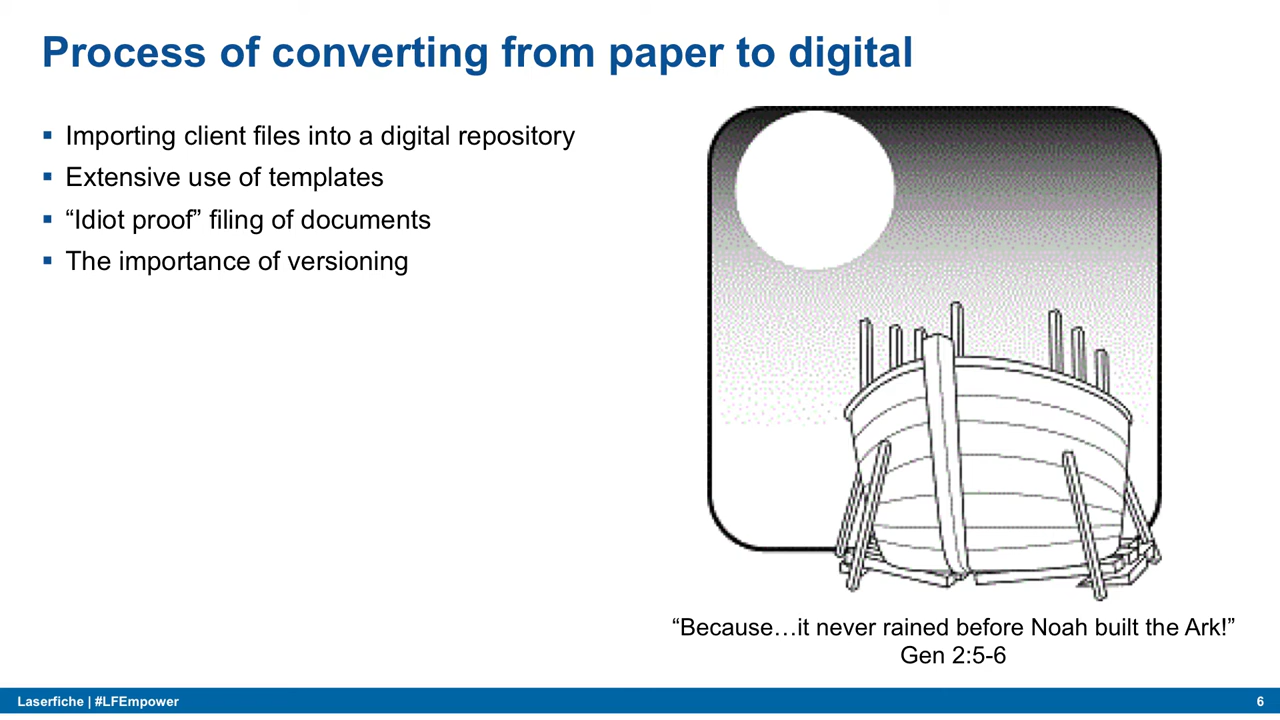 Process of converting from paper to digital
▪ Importing client files into a digital repository
▪ Extensive use of templates
▪ “Idiot proof” filing of documents
▪ The importance of versioning
“Because…it never rained before Noah built the Ark!”
Gen 2:5-6
Laserfiche | #LFEmpower
6